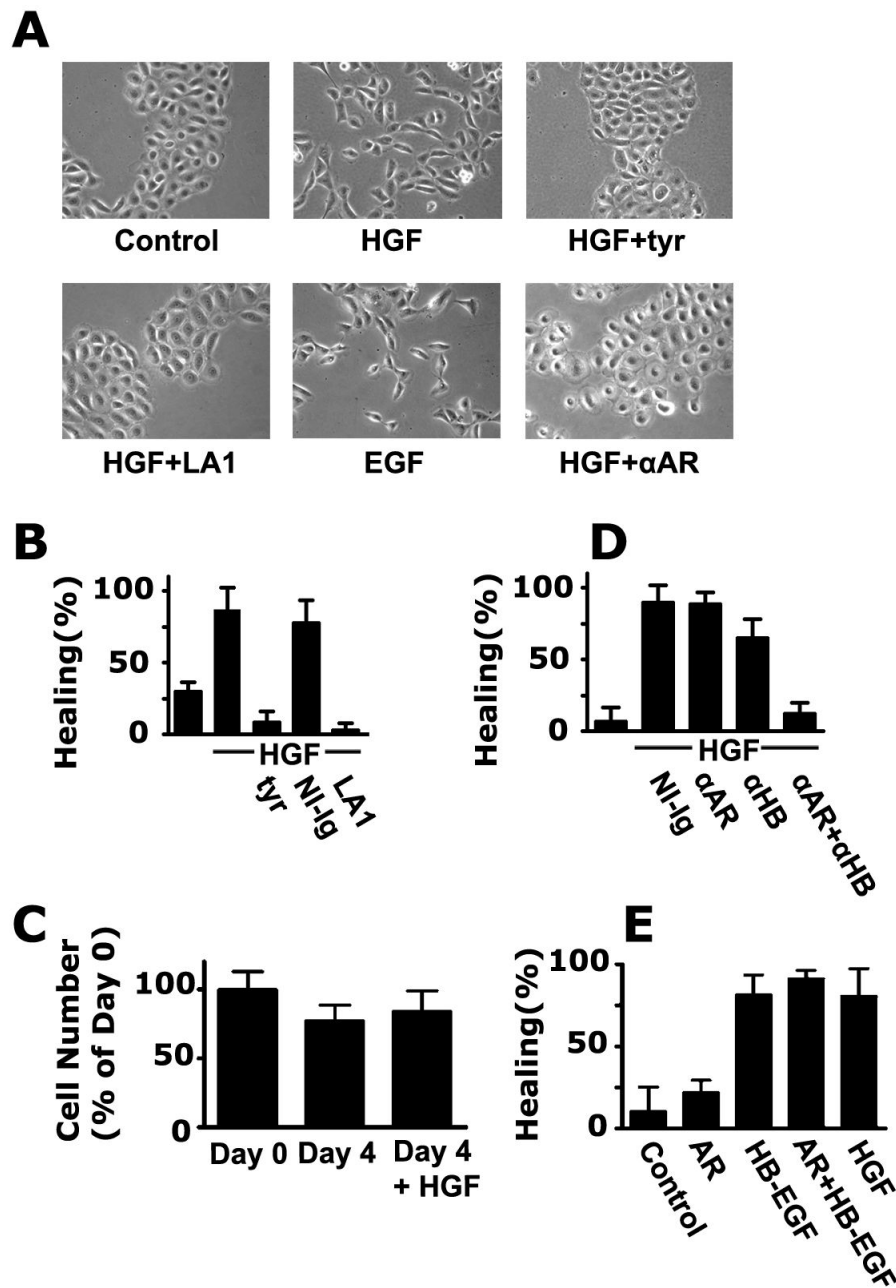 A
Control
HGF
HGF+tyr
HGF+LA1
EGF
HGF+αAR
B
Healing(%)
100
50
0
HGF
tyr
NI-Ig
LA1
D
Healing(%)
100
50
0
HGF
NI-Ig
αAR
αHB
αAR+αHB
C
Cell Number
(% of Day 0)
100
50
0
Day 0
Day 4
Day 4
+ HGF
E
Healing(%)
100
50
0
Control
AR
HB-EGF
AR+HB-EGF
HGF